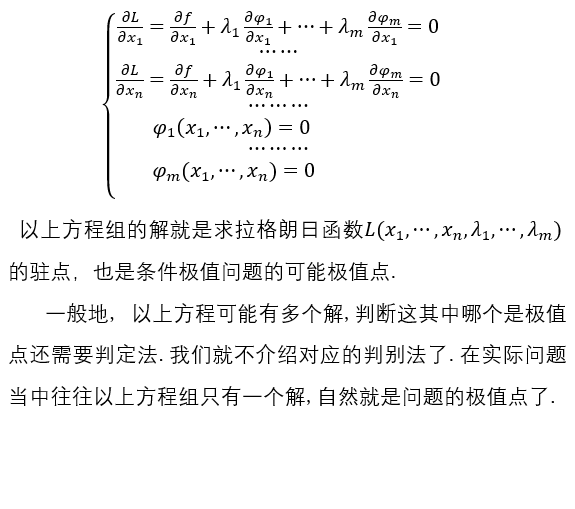 ∂L/∂x₁ = ∂f/∂x₁ + λ₁ ∂φ₁/∂x₁ + ⋯ + λₘ ∂φₘ/∂x₁ = 0
⋯⋯
∂L/∂xₙ = ∂f/∂xₙ + λ₁ ∂φ₁/∂xₙ + ⋯ + λₘ ∂φₘ/∂xₙ = 0
⋯⋯⋯
φ₁(x₁,⋯,xₙ) = 0
⋯⋯⋯
φₘ(x₁,⋯,xₙ) = 0
以上方程组的解就是求拉格朗日函数L(x₁,⋯,xₙ,λ₁,⋯,λₘ)
的驻点，也是条件极值问题的可能极值点.
一般地，以上方程可能有多个解,判断这其中哪个是极值
点还需要判定法.我们就不介绍对应的判别法了.在实际问题
当中往往以上方程组只有一个解,自然就是问题的极值点了.